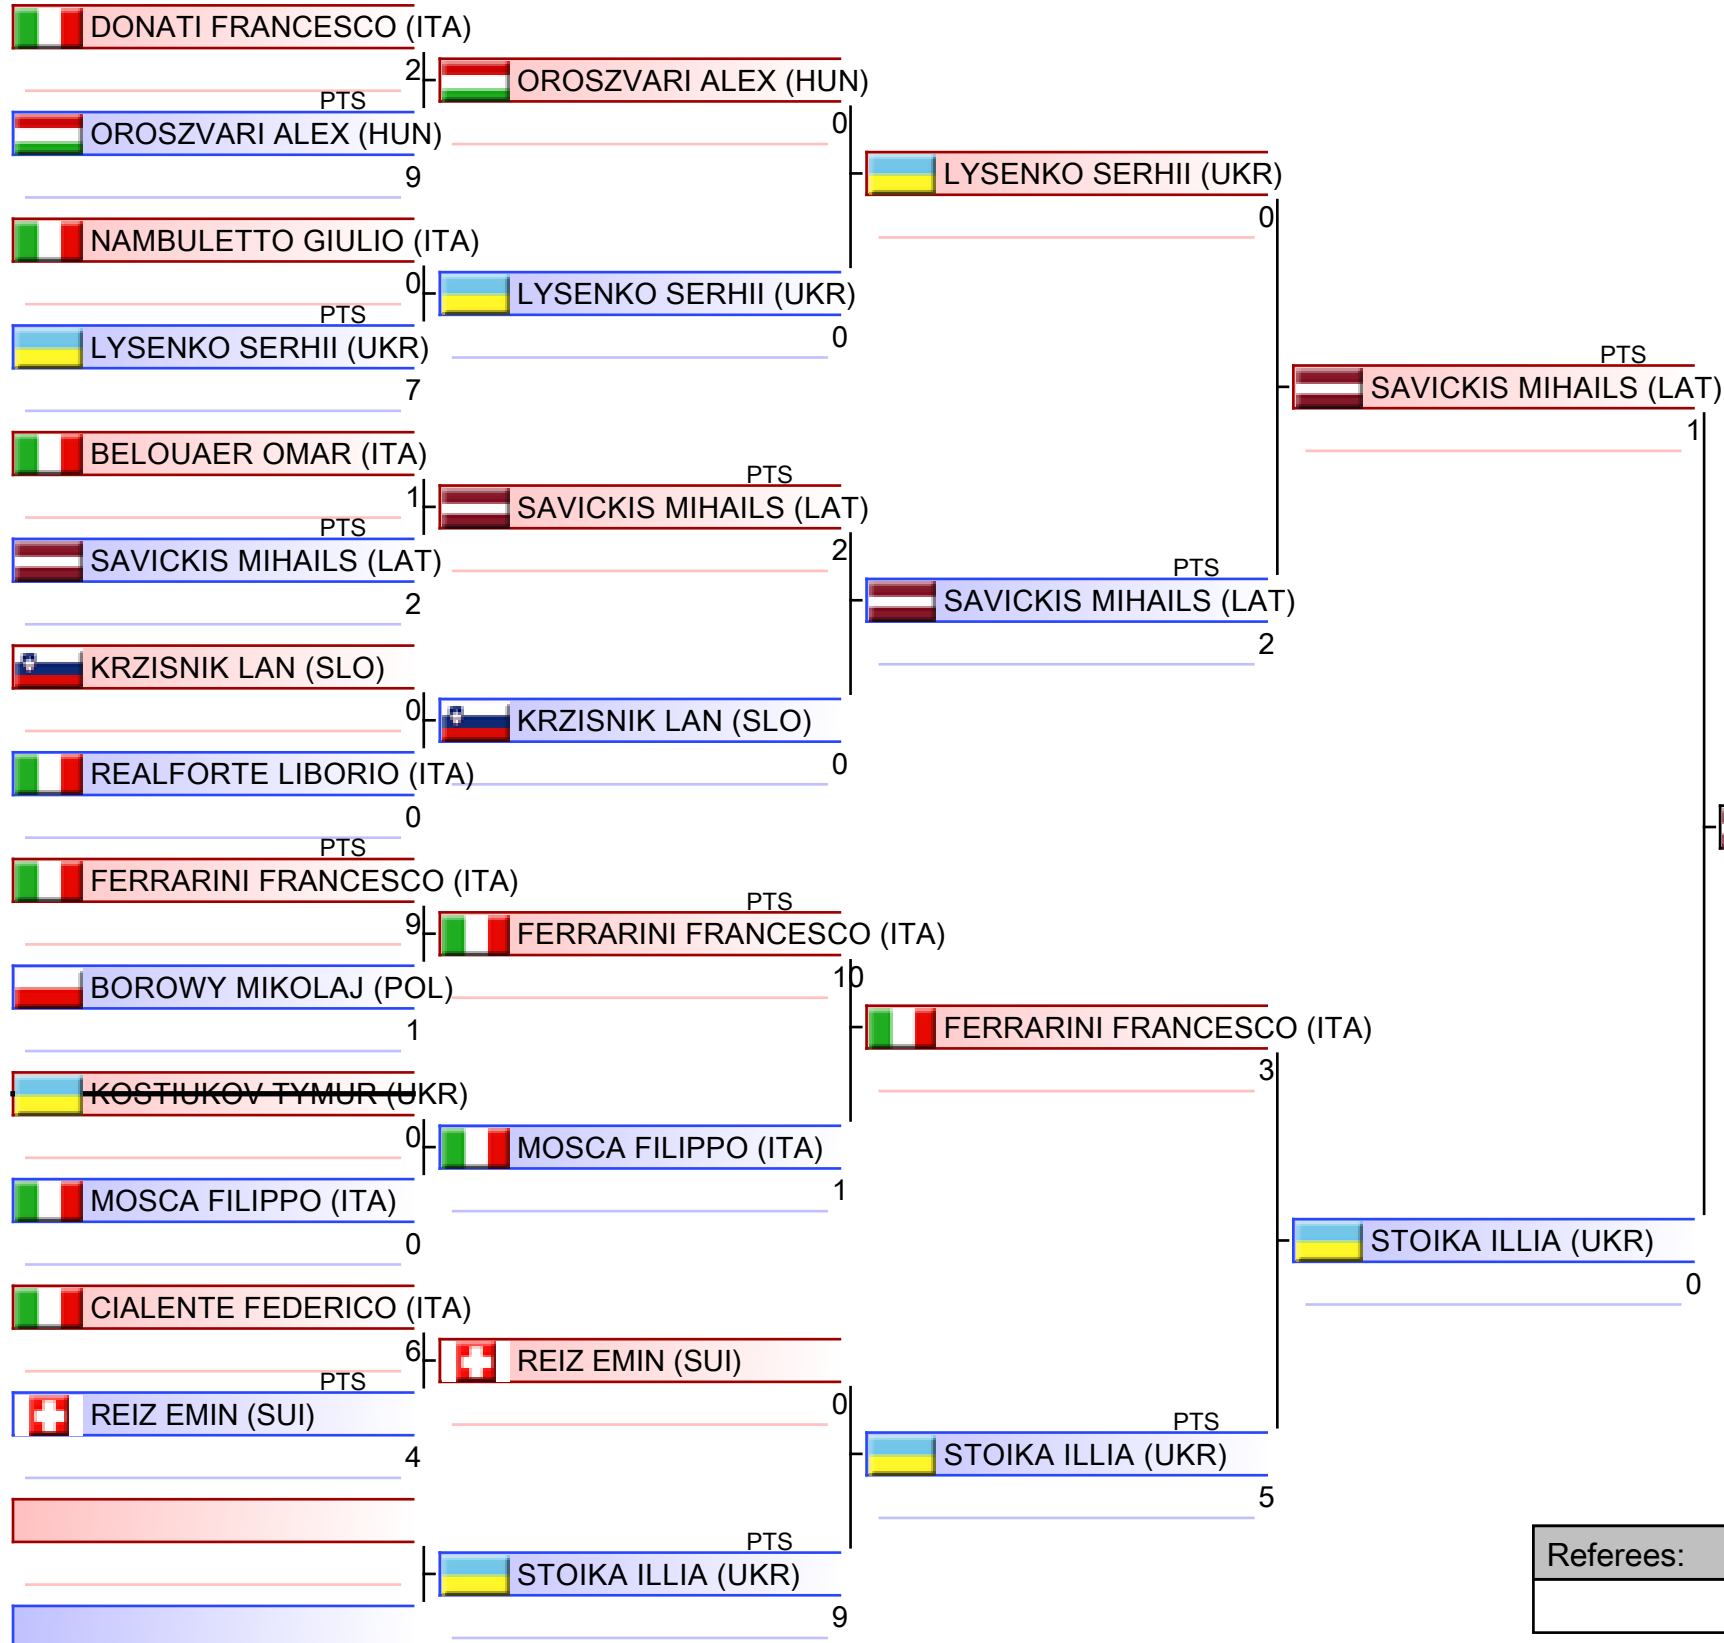 DONATI FRANCESCO (ITA)
2
PTS
OROSZVARI ALEX (HUN)
9
NAMBULETTO GIULIO (ITA)
0
PTS
LYSENKO SERHII (UKR)
7
BELOUAER OMAR (ITA)
1
PTS
SAVICKIS MIHAILS (LAT)
2
KRZISNIK LAN (SLO)
0
REALFORTE LIBORIO (ITA)
0
PTS
FERRARINI FRANCESCO (ITA)
9
BOROWY MIKOLAJ (POL)
1
KOSTIUKOV TYMUR (UKR)
0
MOSCA FILIPPO (ITA)
0
CIALENTE FEDERICO (ITA)
6
PTS
REIZ EMIN (SUI)
4
OROSZVARI ALEX (HUN)
0
LYSENKO SERHII (UKR)
0
PTS
SAVICKIS MIHAILS (LAT)
2
KRZISNIK LAN (SLO)
0
PTS
FERRARINI FRANCESCO (ITA)
10
MOSCA FILIPPO (ITA)
1
REIZ EMIN (SUI)
0
PTS
STOIKA ILLIA (UKR)
9
LYSENKO SERHII (UKR)
0
PTS
SAVICKIS MIHAILS (LAT)
2
FERRARINI FRANCESCO (ITA)
3
PTS
STOIKA ILLIA (UKR)
5
PTS
SAVICKIS MIHAILS (LAT)
1
STOIKA ILLIA (UKR)
0
Referees: